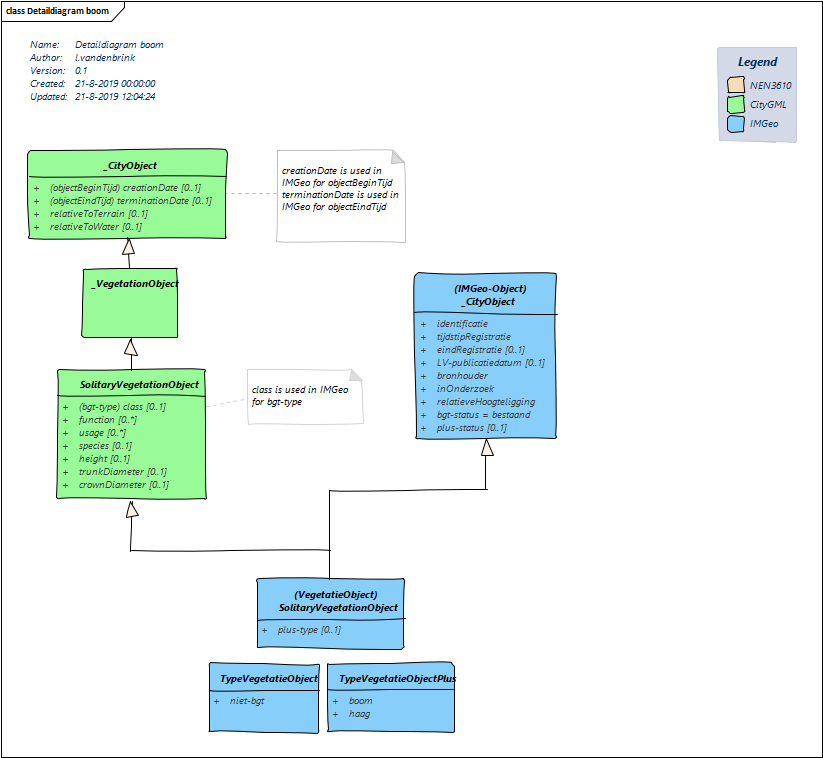 class Detaildiagram boom
Name: Detaildiagram boom
Author: l.vandenbrink
Version: 0.1
Created: 21-8-2019 00:00:00
Updated: 21-8-2019 12:04:24
Legend
NEN3610
CityGML
IMGeo
_CityObject
+ (objectBeginTijd) creationDate [0..1]
+ (objectEindTijd) terminationDate [0..1]
+ relativeToTerrain [0..1]
+ relativeToWater [0..1]
creationDate is used in
IMGeo for objectBeginTijd
terminationDate is used in
IMGeo for objectEindTijd
_VegetationObject
(IMGeo-Object)
_CityObject
+ identificatie
+ tijdstipRegistratie
+ eindRegistratie [0..1]
+ LV-publicatiedatum [0..1]
+ bronhouder
+ inOnderzoek
+ relatieveHoogteligging
+ bgt-status = bestaand
+ plus-status [0..1]
SolitaryVegetationObject
+ (bgt-type) class [0..1]
+ function [0..*]
+ usage [0..*]
+ species [0..1]
+ height [0..1]
+ trunkDiameter [0..1]
+ crownDiameter [0..1]
class is used in IMGeo
for bgt-type
(VegetatieObject)
SolitaryVegetationObject
+ plus-type [0..1]
TypeVegetatieObject
+ niet-bgt
TypeVegetatieObjectPlus
+ boom
+ haag